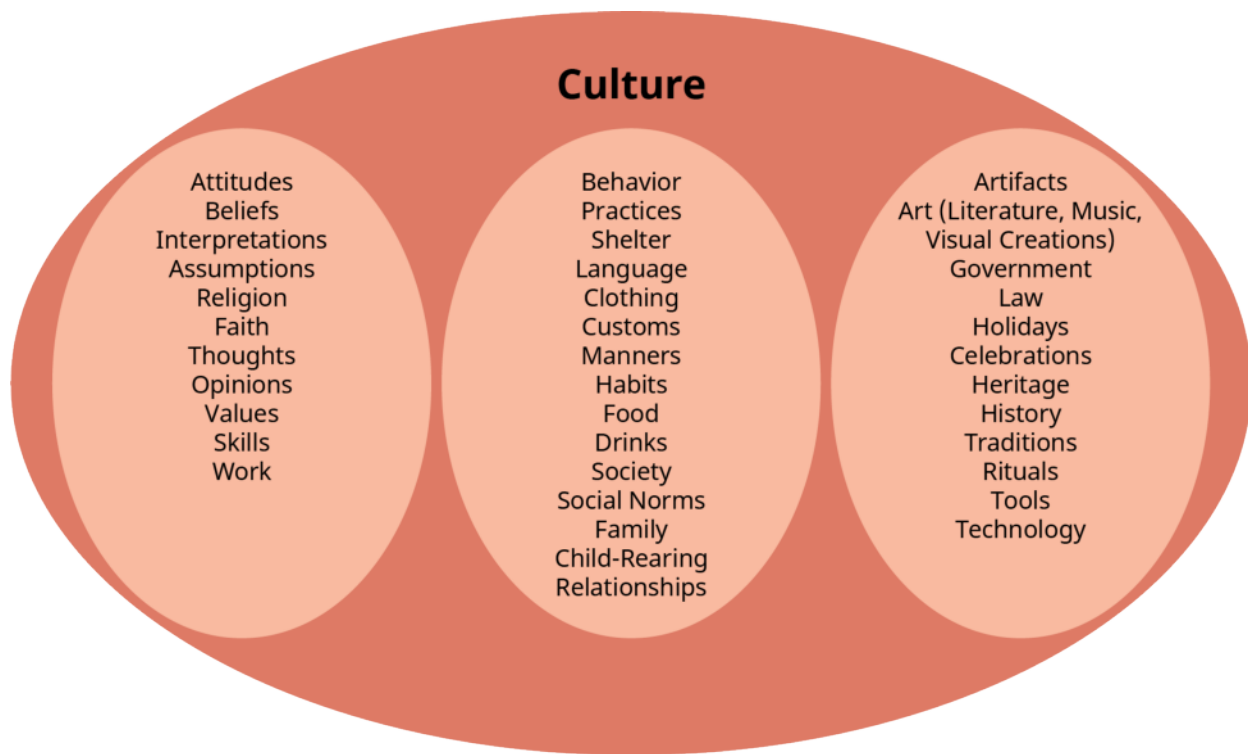 Culture
Attitudes
Beliefs
Interpretations
Assumptions
Religion
Faith
Thoughts
Opinions
Values
Skills
Work
Behavior
Practices
Shelter
Language
Clothing
Customs
Manners
Habits
Food
Drinks
Society
Social Norms
Family
Child-Rearing
Relationships
Artifacts
Art (Literature, Music,
Visual Creations)
Government
Law
Holidays
Celebrations
Heritage
History
Traditions
Rituals
Tools
Technology